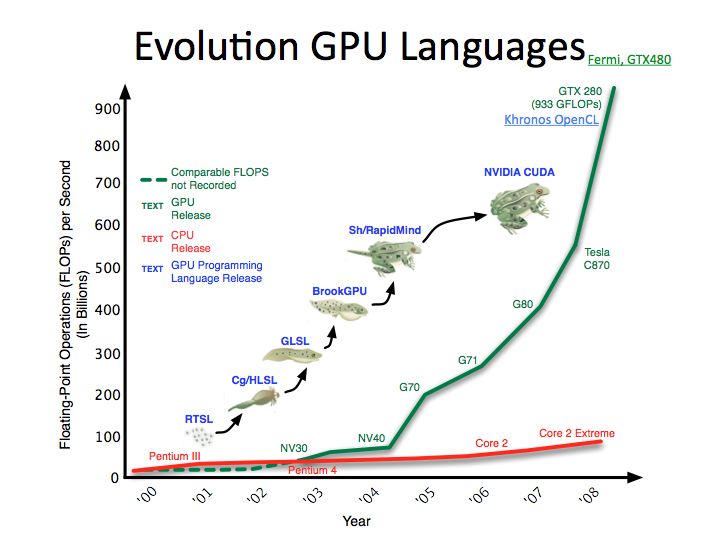 Evolution GPU Languages
Fermi, GTX480
GTX 280
(933 GFLOPs)
Khronos OpenCL
Floating-Point Operations (FLOPs) per Second
(In Billions)
900
800
700
600
500
400
300
200
100
0
Comparable FLOPS
not Recorded
TEXT GPU
Release
TEXT CPU
Release
TEXT GPU Programming
Language Release
NVIDIA CUDA
Sh/RapidMind
BrookGPU
GLSL
Cg/HLSL
RTSL
Tesla
C870
G80
G71
G70
NV40
NV30
Pentium III
Pentium 4
Core 2
Core 2 Extreme
'00
'01
'02
'03
'04
'05
'06
'07
'08
Year